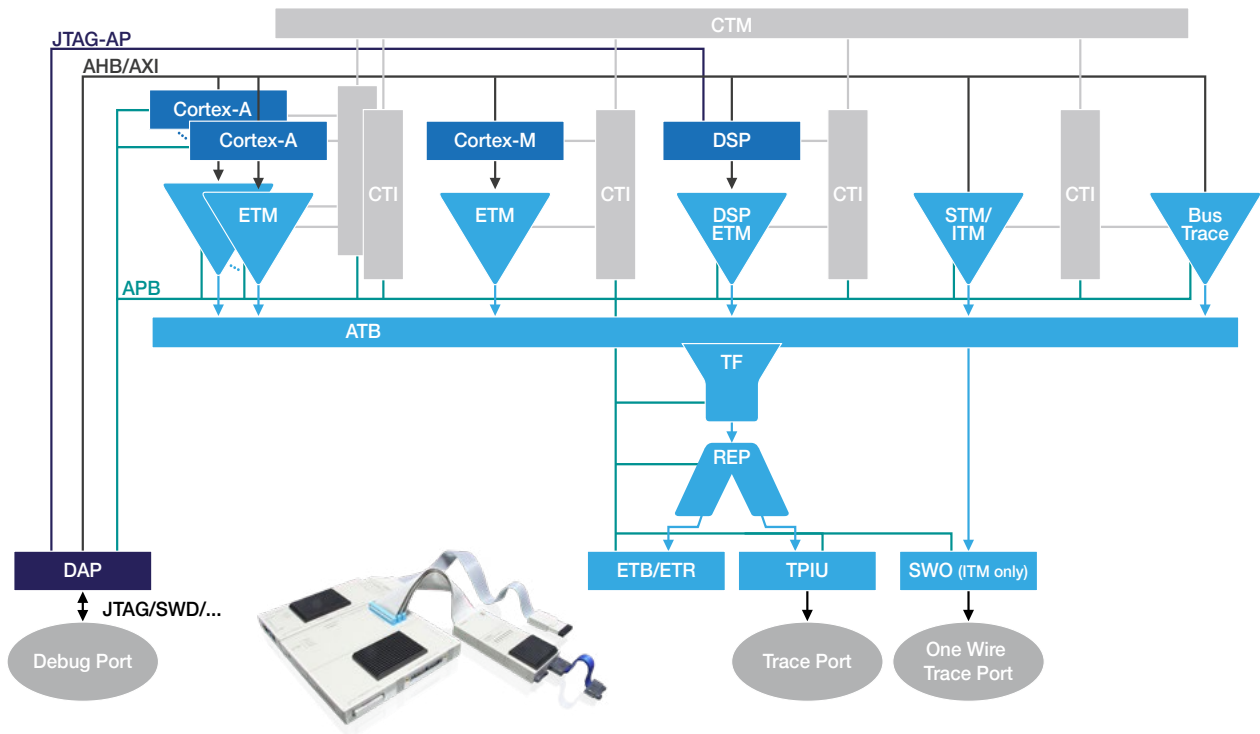 CTM
JTAG-AP
AHB/AXI
Cortex-A
Cortex-A
Cortex-M
DSP
CTI
CTI
CTI
CTI
ETM
ETM
DSP
ETM
STM/
ITM
Bus
Trace
APB
ATB
TF
REP
DAP
ETB/ETR
TPIU
SWO (ITM only)
JTAG/SWD/...
Debug Port
Trace Port
One Wire
Trace Port